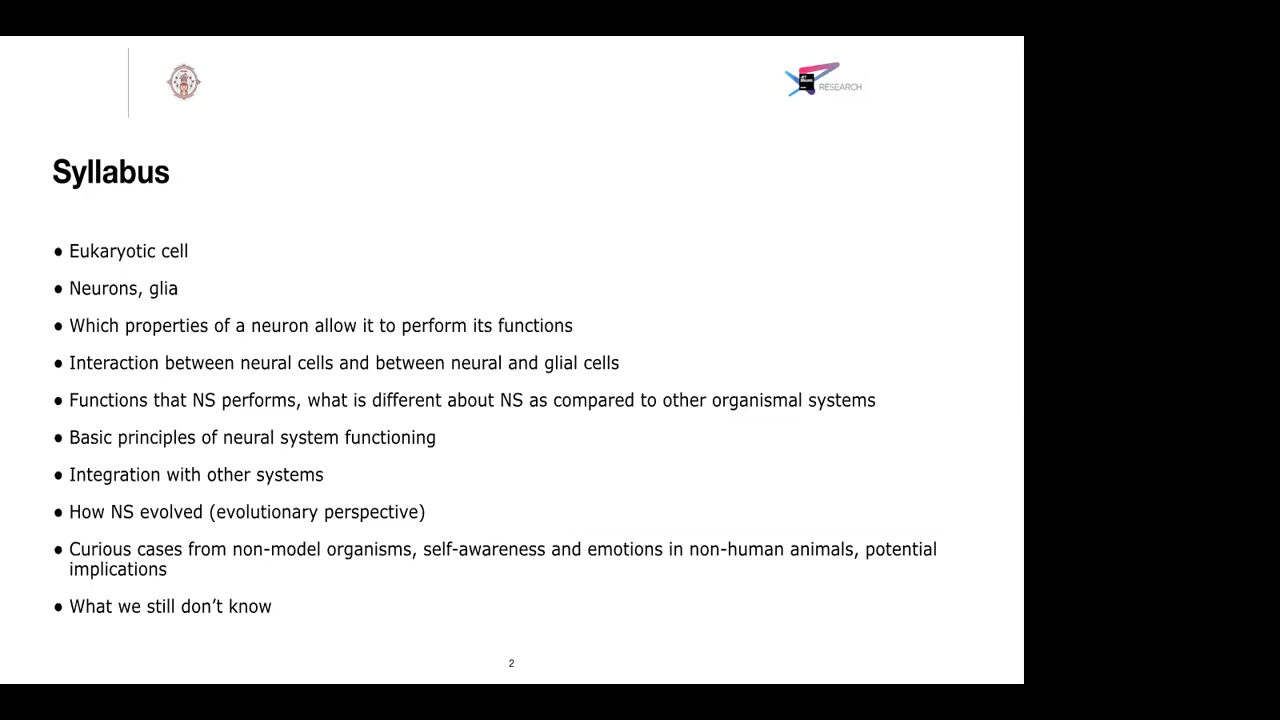 RESEARCH
Syllabus
• Eukaryotic cell
• Neurons, glia
• Which properties of a neuron allow it to perform its functions
• Interaction between neural cells and between neural and glial cells
• Functions that NS performs, what is different about NS as compared to other organismal systems
• Basic principles of neural system functioning
• Integration with other systems
• How NS evolved (evolutionary perspective)
• Curious cases from non-model organisms, self-awareness and emotions in non-human animals, potential
implications
• What we still don’t know
2